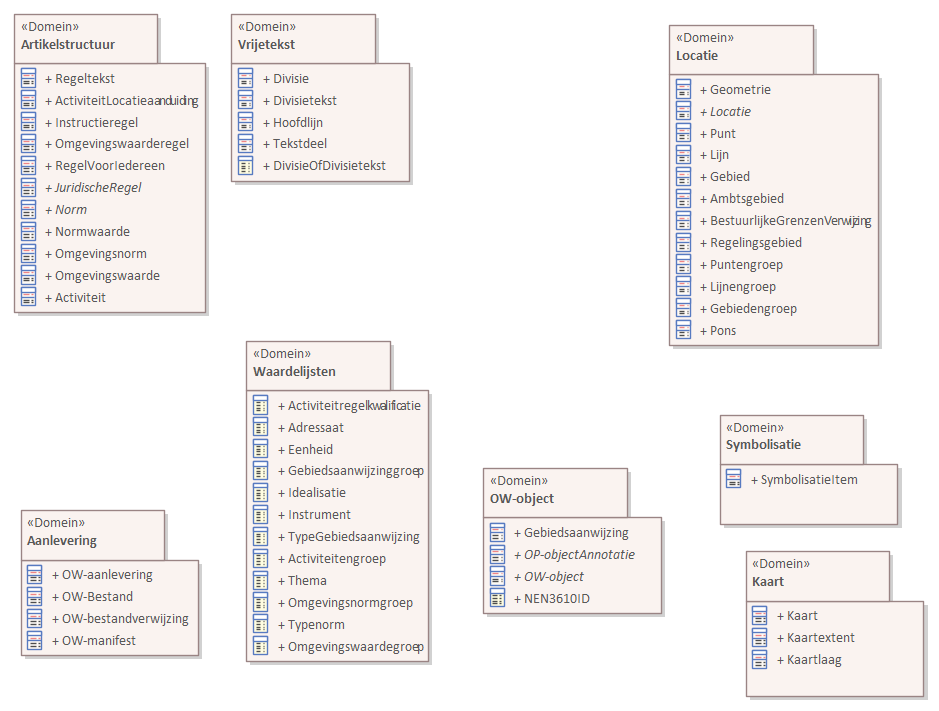 «Domein»
Artikelstructuur
+ Regeltekst
+ ActiviteitLocatieaanduiding
+ Instructieregel
+ Omgevingswaarderegel
+ RegelVoorIedereen
+ JuridischeRegel
+ Norm
+ Normwaarde
+ Omgevingsnorm
+ Omgevingswaarde
+ Activiteit
«Domein»
Vrijetekst
+ Divisie
+ Divisietekst
+ Hoofdlijn
+ Tekstdeel
+ DivisieOfDivisietekst
«Domein»
Locatie
+ Geometrie
+ Locatie
+ Punt
+ Lijn
+ Gebied
+ Ambtsgebied
+ BestuurlijkeGrenzenVerwijzing
+ Regelingsgebied
+ Puntengroep
+ Lijnengroep
+ Gebiedengroep
+ Pons
«Domein»
Waardelijsten
+ Activiteitregelkwalificatie
+ Adressaat
+ Eenheid
+ Gebiedsaanwijzinggroep
+ Idealisatie
+ Instrument
+ TypeGebiedsaanwijzing
+ Activiteitengroep
+ Thema
+ Omgevingsnormgroep
+ Typenorm
+ Omgevingswaardegroep
«Domein»
Symbolisatie
+ SymbolisatieItem
«Domein»
OW-object
+ Gebiedsaanwijzing
+ OP-objectAnnotatie
+ OW-object
+ NEN3610ID
«Domein»
Aanlevering
+ OW-aanlevering
+ OW-Bestand
+ OW-bestandverwijzing
+ OW-manifest
«Domein»
Kaart
+ Kaart
+ Kaartextent
+ Kaartlaag